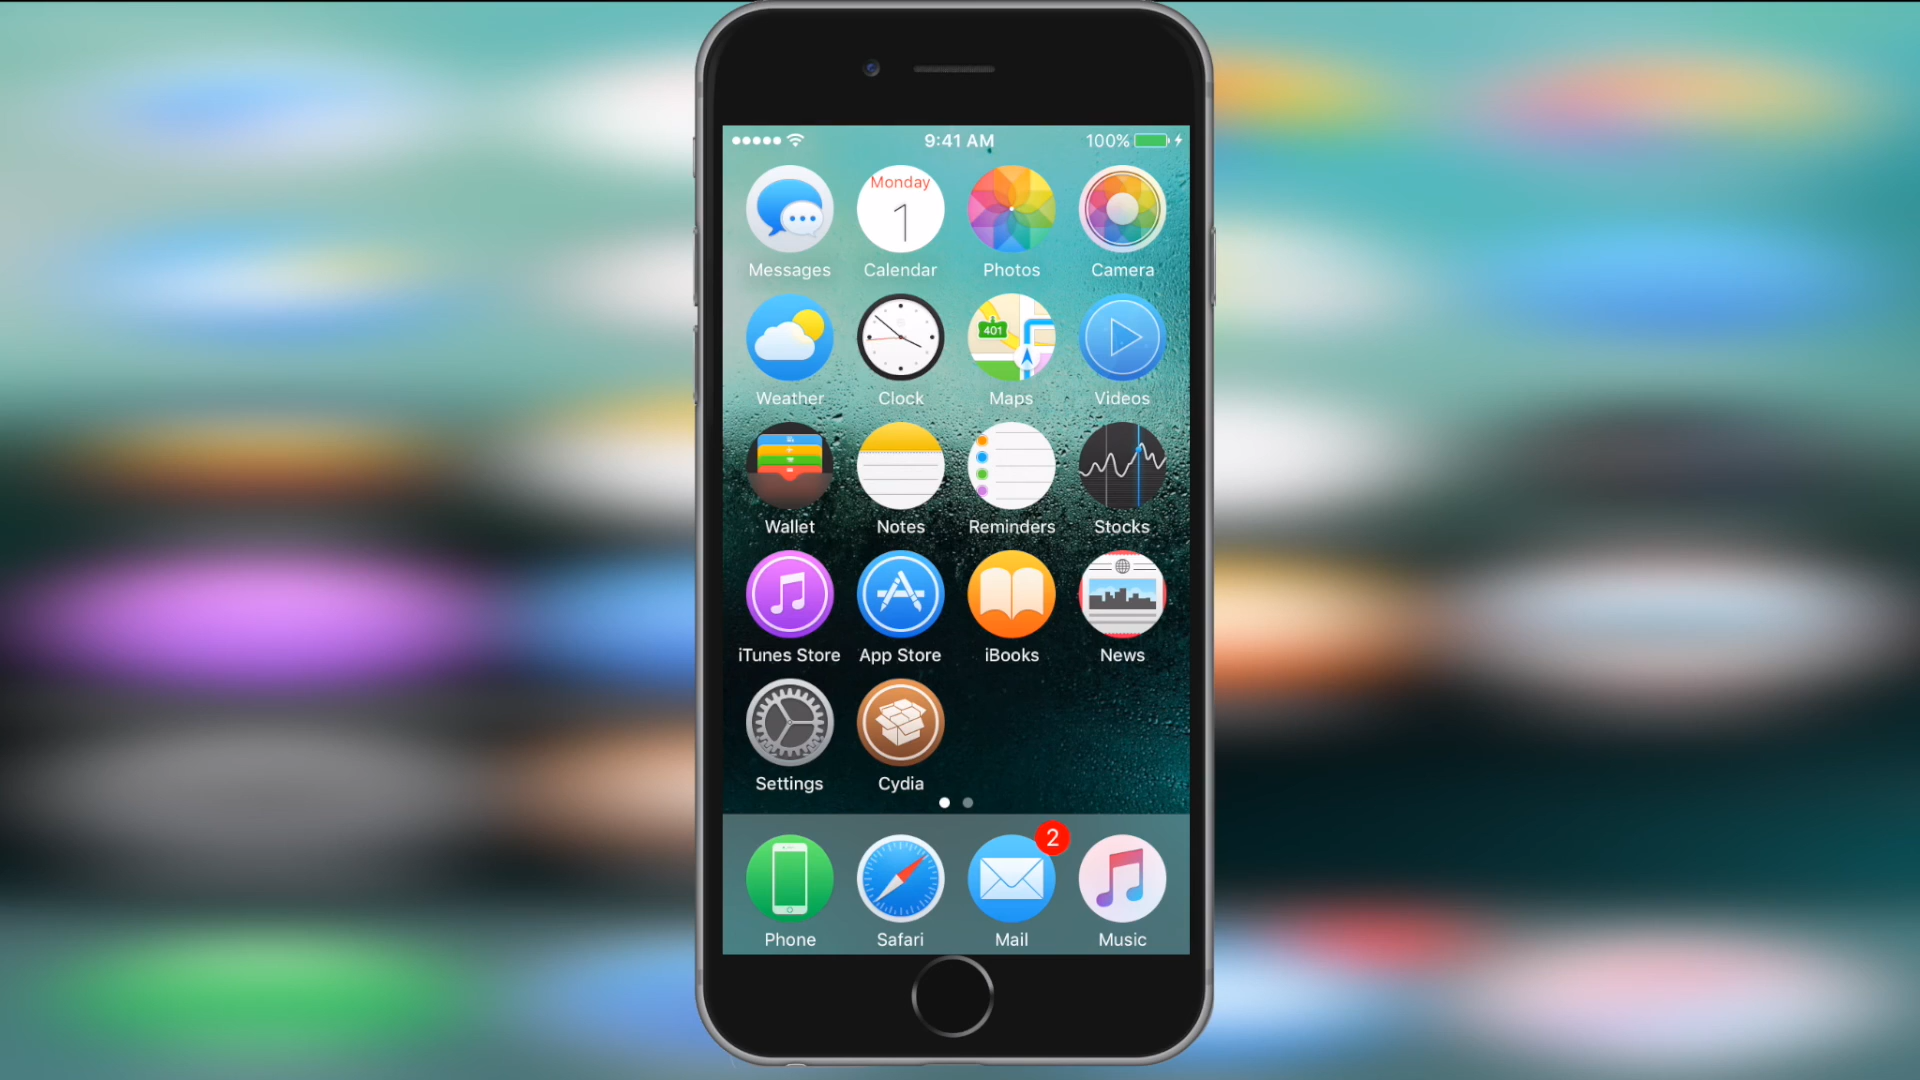 9:41 AM 100%
Monday
1
Messages Calendar Photos Camera
401
Weather Clock Maps Videos
Wallet Notes Reminders Stocks
iTunes Store App Store iBooks News
Settings Cydia
2
Phone Safari Mail Music